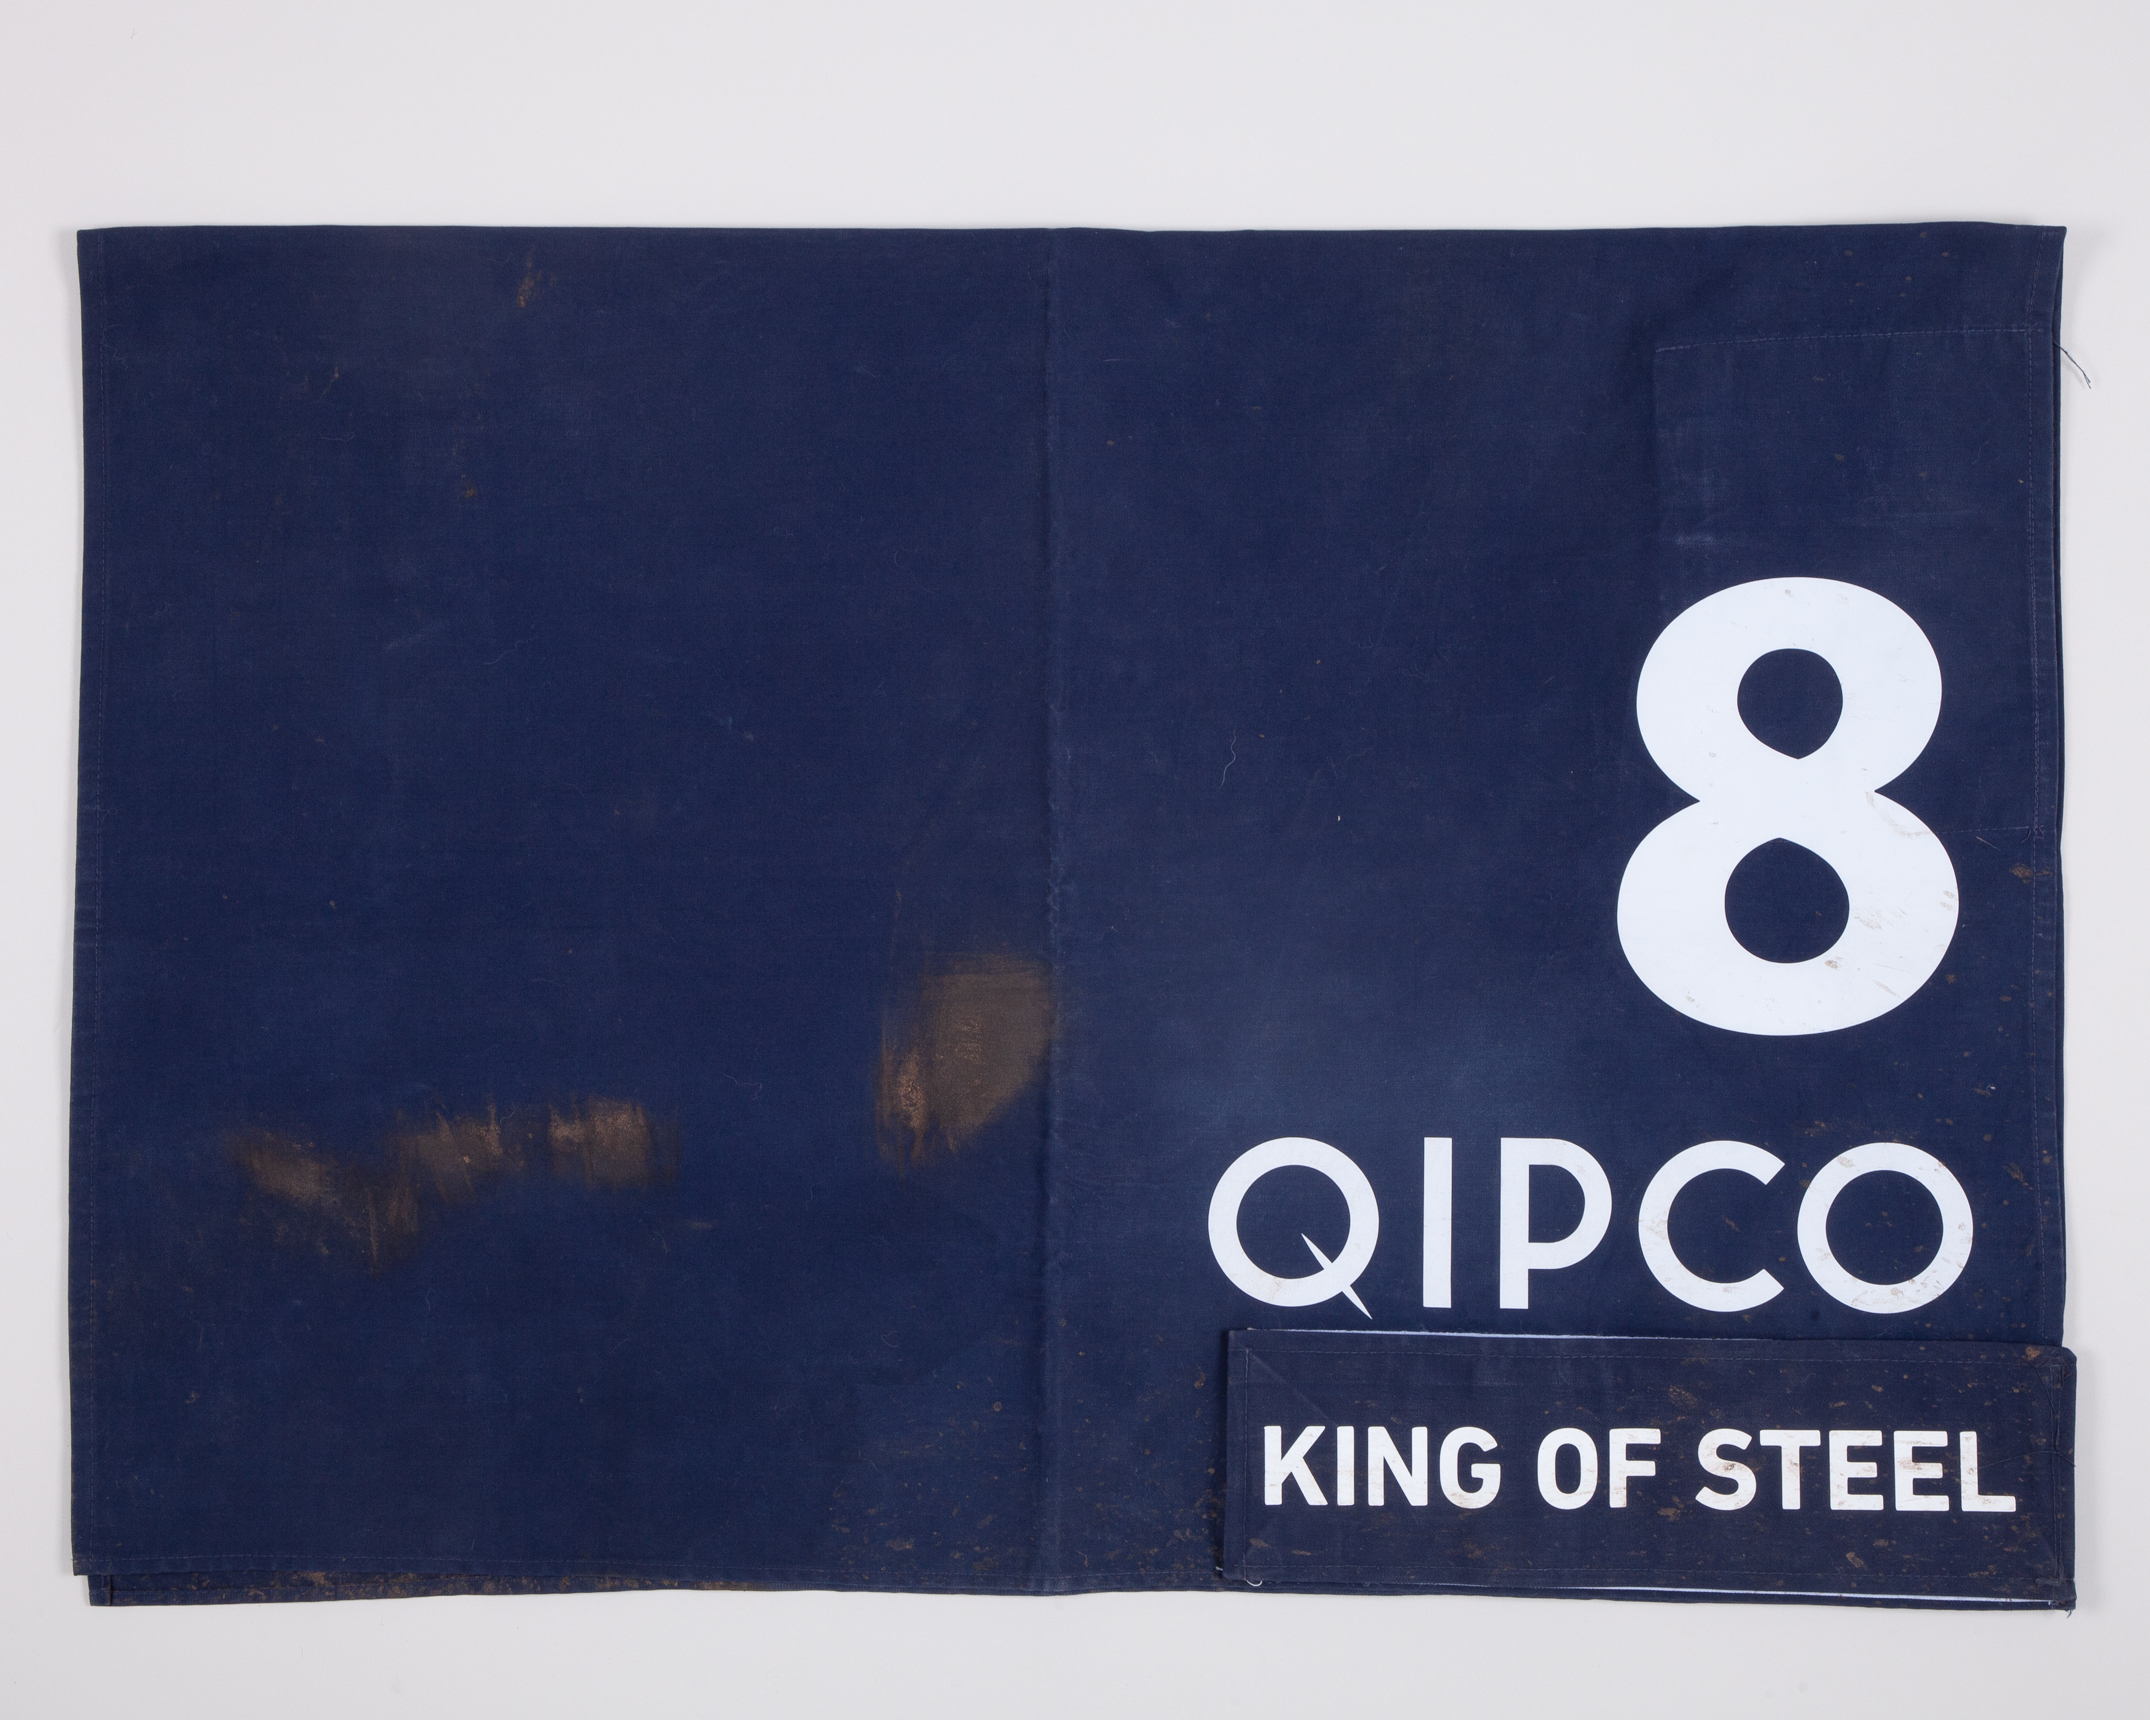 8
QIPCO
KING OF STEEL